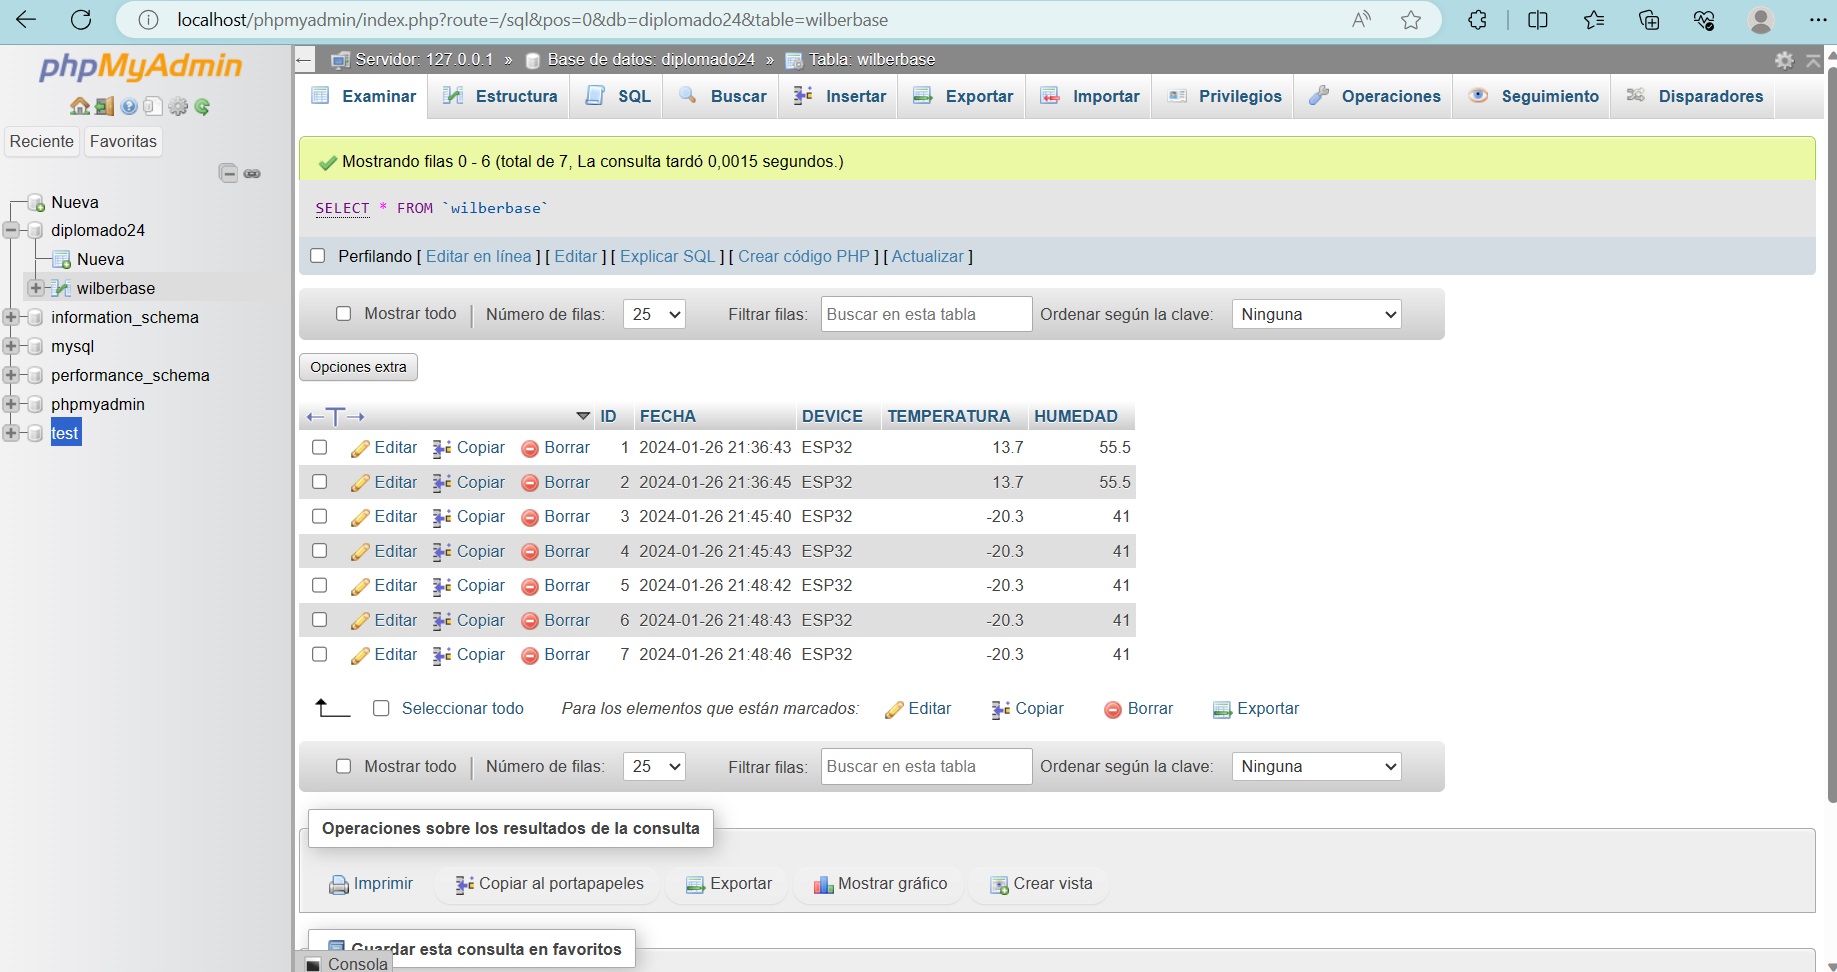 localhost/phpmyadmin/index.php?route=/sql&pos=0&db=diplomado24&table=wilberbase
phpMyAdmin
Reciente Favoritas
Nueva
diplomado24
Nueva
wilberbase
information_schema
mysql
performance_schema
phpmyadmin
test
Servidor: 127.0.0.1 » Base de datos: diplomado24 » Tabla: wilberbase
Examinar Estructura SQL Buscar Insertar Exportar Importar Privilegios Operaciones Seguimiento Disparadores
Mostrando filas 0 - 6 (total de 7, La consulta tardó 0,0015 segundos.)
SELECT * FROM `wilberbase`
Perfilando [ Editar en línea ] [ Editar ] [ Explicar SQL ] [ Crear código PHP ] [ Actualizar ]
Mostrar todo | Número de filas: 25 Filtrar filas: Buscar en esta tabla Ordenar según la clave: Ninguna
Opciones extra
←T→ ID FECHA DEVICE TEMPERATURA HUMEDAD
Editar Copiar Borrar 1 2024-01-26 21:36:43 ESP32 13.7 55.5
Editar Copiar Borrar 2 2024-01-26 21:36:45 ESP32 13.7 55.5
Editar Copiar Borrar 3 2024-01-26 21:45:40 ESP32 -20.3 41
Editar Copiar Borrar 4 2024-01-26 21:45:43 ESP32 -20.3 41
Editar Copiar Borrar 5 2024-01-26 21:48:42 ESP32 -20.3 41
Editar Copiar Borrar 6 2024-01-26 21:48:43 ESP32 -20.3 41
Editar Copiar Borrar 7 2024-01-26 21:48:46 ESP32 -20.3 41
Seleccionar todo Para los elementos que están marcados: Editar Copiar Borrar Exportar
Mostrar todo | Número de filas: 25 Filtrar filas: Buscar en esta tabla Ordenar según la clave: Ninguna
Operaciones sobre los resultados de la consulta
Imprimir Copiar al portapapeles Exportar Mostrar gráfico Crear vista
Guardar esta consulta en favoritos
Consola